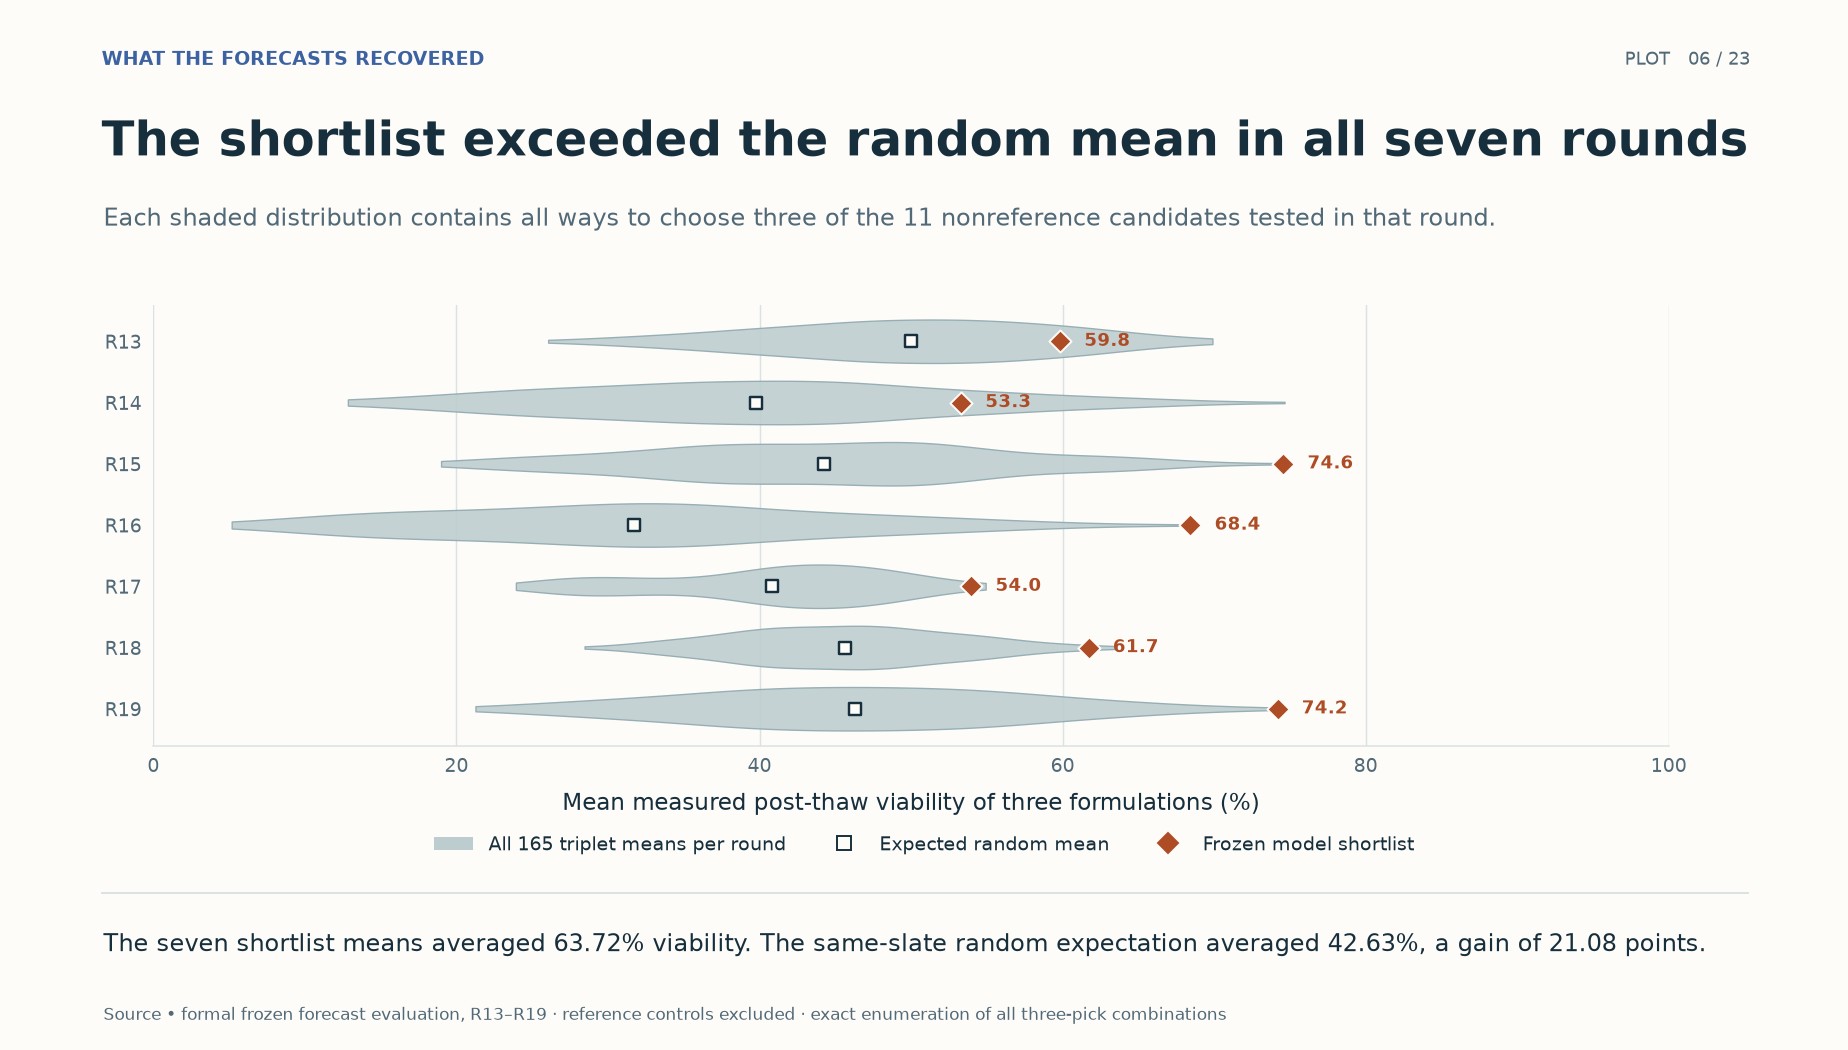 WHAT THE FORECASTS RECOVERED
PLOT 06 / 23
The shortlist exceeded the random mean in all seven rounds
Each shaded distribution contains all ways to choose three of the 11 nonreference candidates tested in that round.
R13
59.8
R14
53.3
R15
74.6
R16
68.4
R17
54.0
R18
61.7
R19
74.2
0 20 40 60 80 100
Mean measured post-thaw viability of three formulations (%)
All 165 triplet means per round
Expected random mean
Frozen model shortlist
The seven shortlist means averaged 63.72% viability. The same-slate random expectation averaged 42.63%, a gain of 21.08 points.
Source • formal frozen forecast evaluation, R13–R19 · reference controls excluded · exact enumeration of all three-pick combinations